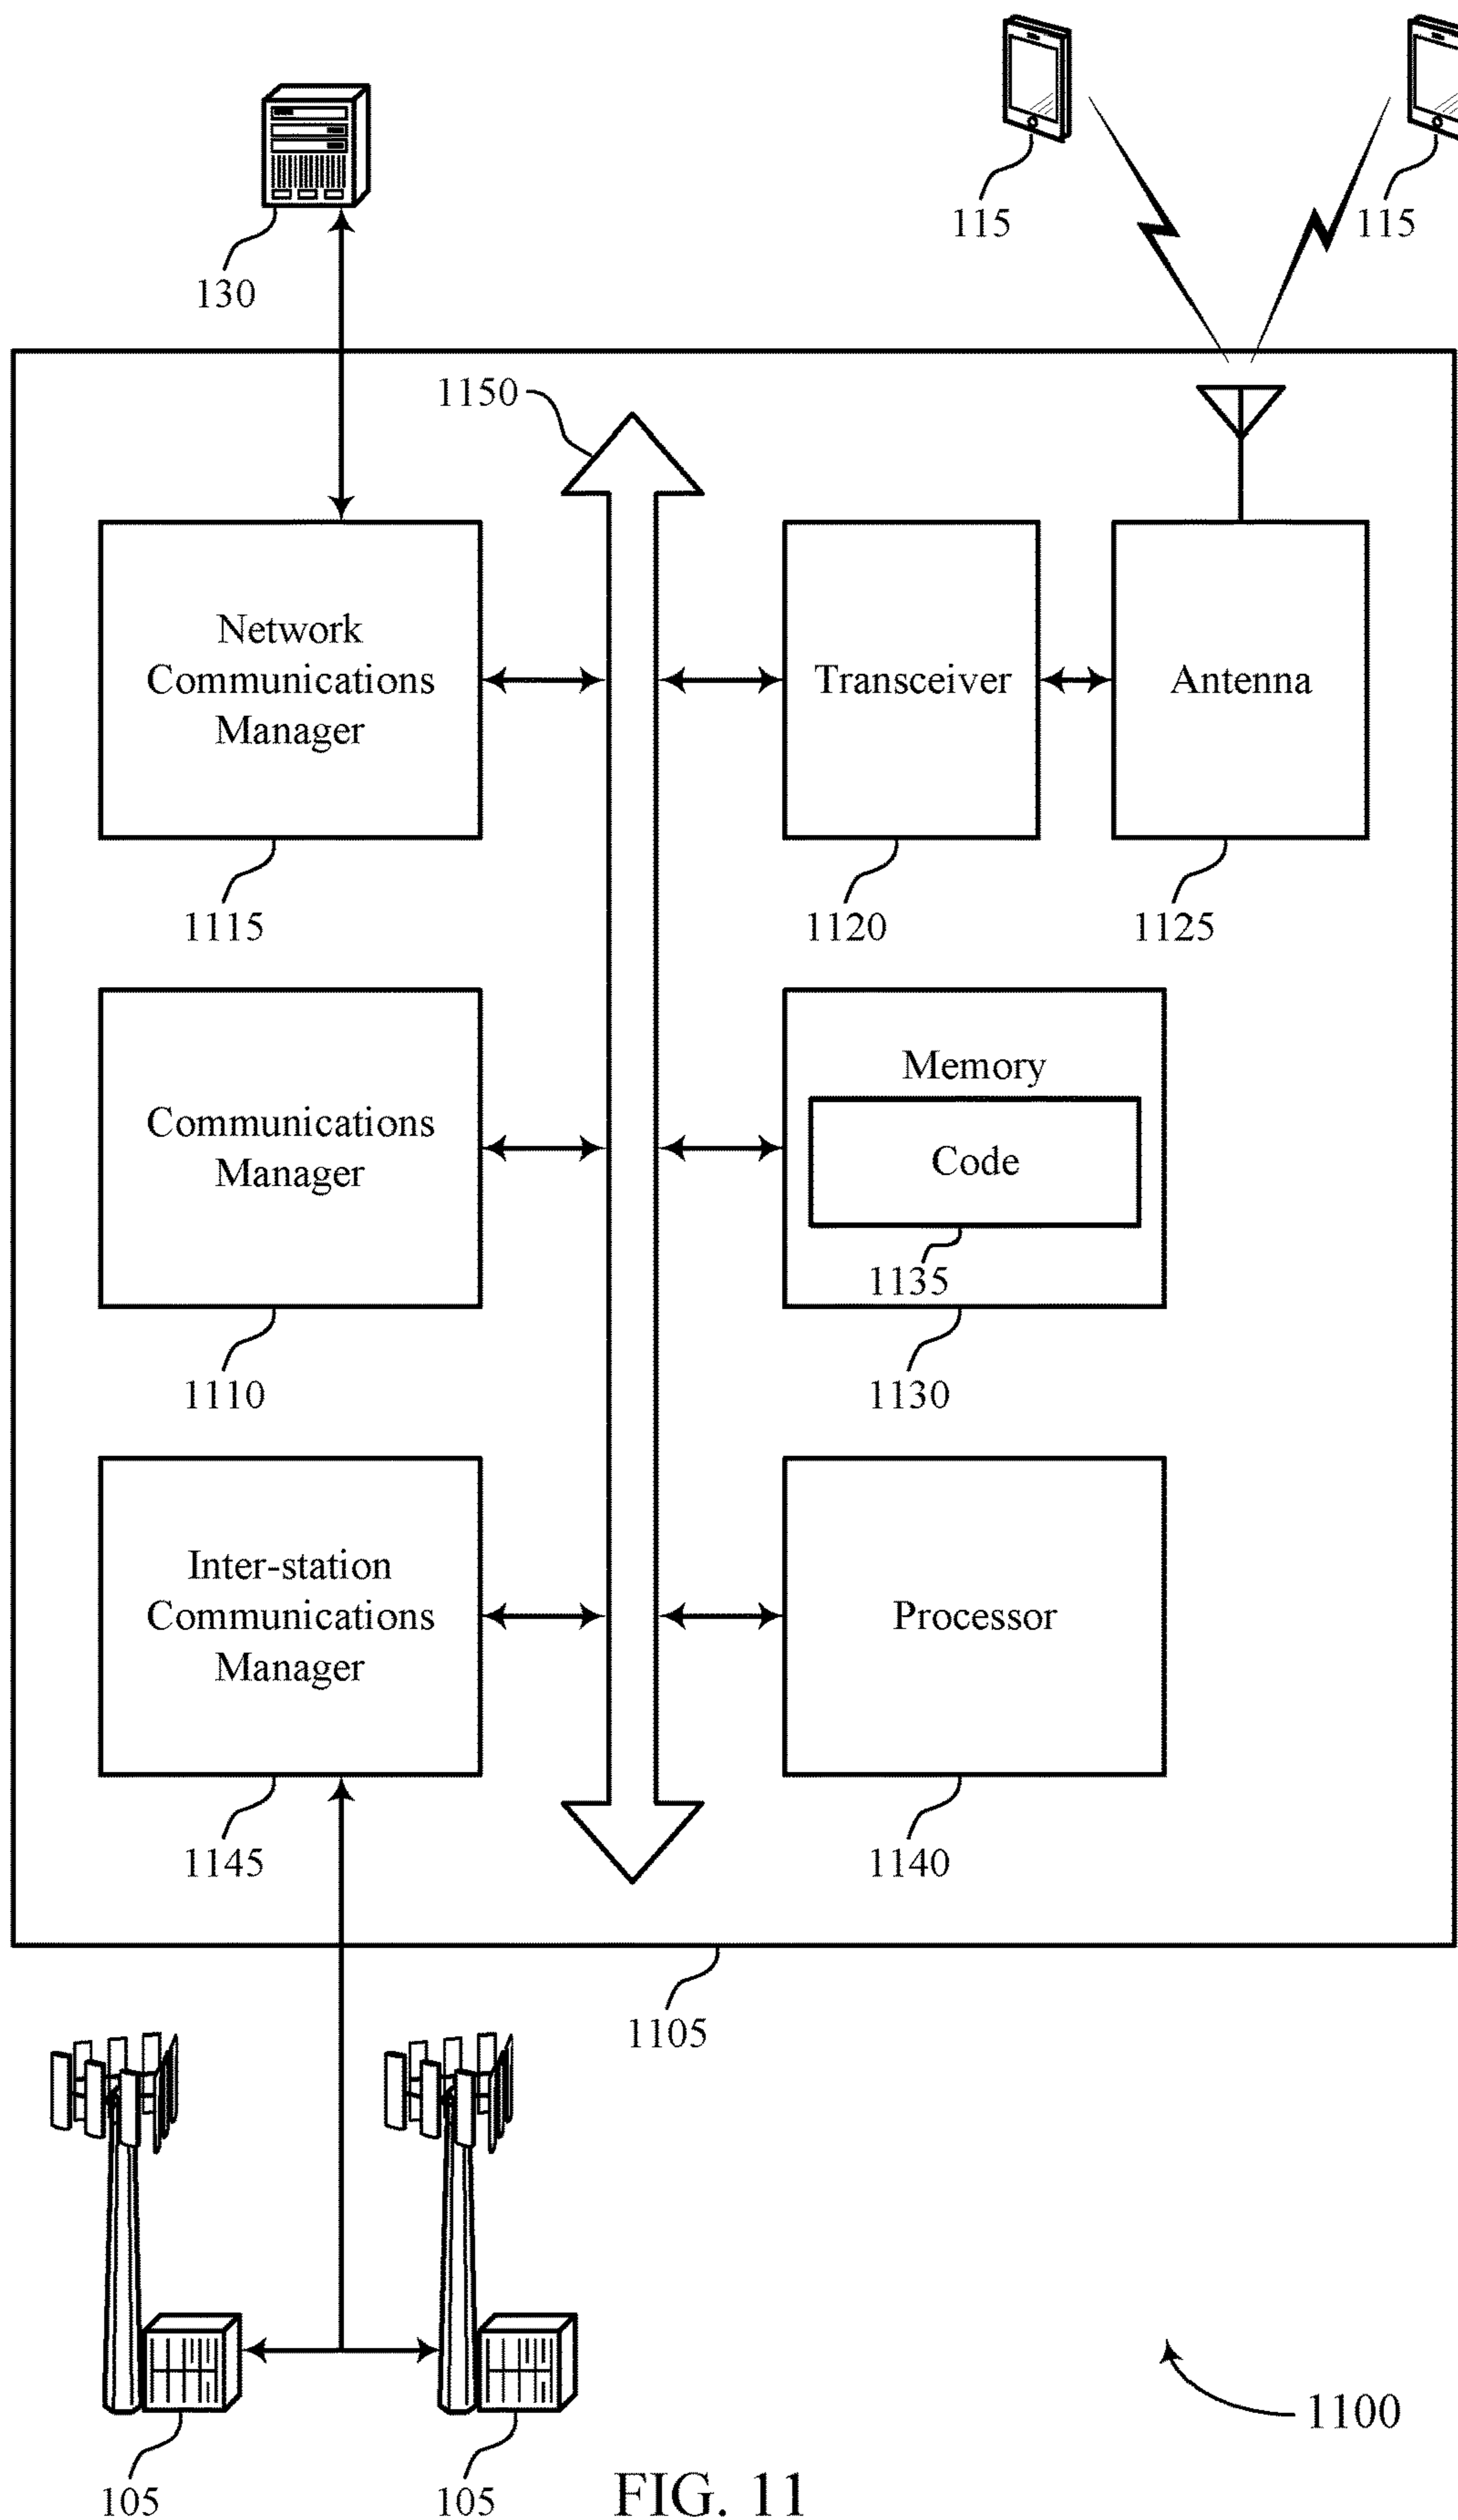 130
115
115
1150
Network
Communications
Manager
Transceiver
Antenna
1115
1120
1125
Communications
Manager
Memory
Code
1135
1110
1130
Inter-station
Communications
Manager
Processor
1145
1140
1105
1100
105
105
FIG. 11